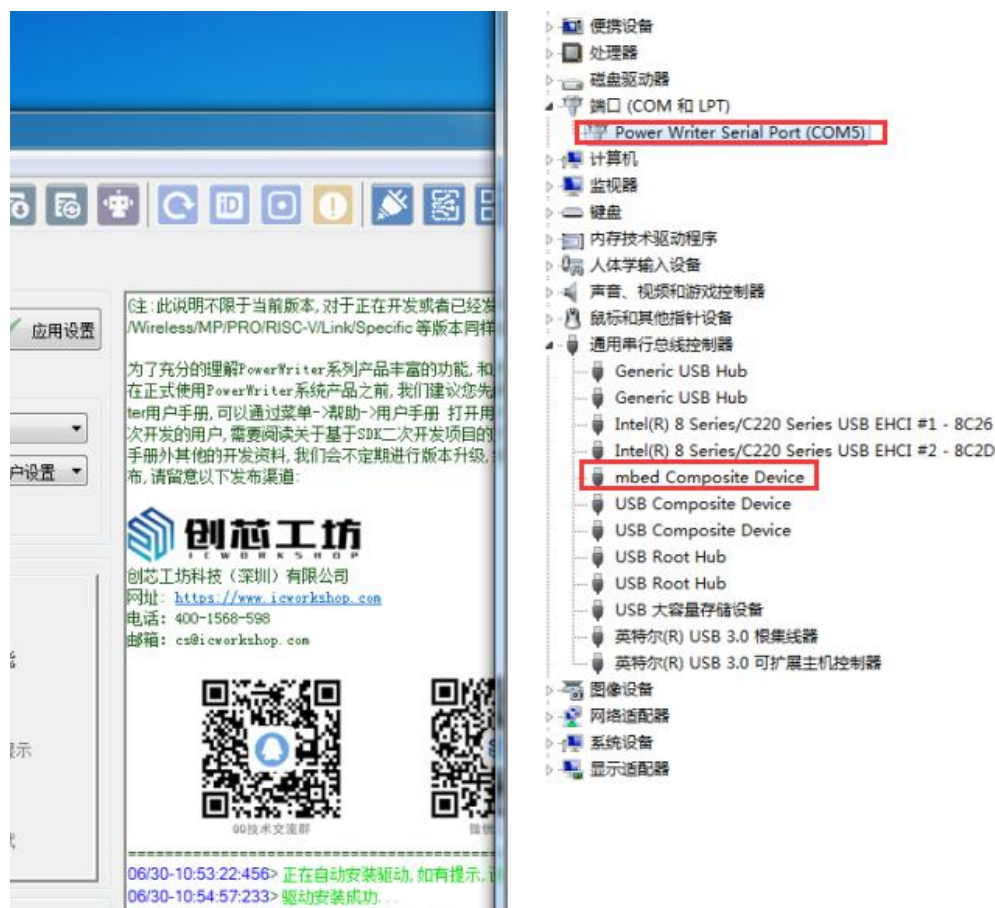 iD
应用设置
户设置
(注:此说明不限于当前版本,对于正在开发或者已经发
/Wireless/MP/PRO/RISC-V/Link/Specific 等版本同样
为了充分的理解PowerWriter系列产品丰富的功能,和
在正式使用PowerWriter系统产品之前,我们建议您先
ter用户手册,可以通过菜单->帮助->用户手册 打开用
次开发的用户,需要阅读关于基于SDK二次开发项目的
手册外其他的开发资料,我们会不定期进行版本升级,
布,请留意以下发布渠道:
创芯工坊
ICWORKSHOP
创芯工坊科技（深圳）有限公司
网址: https://www.icworkshop.com
电话: 400-1568-598
邮箱: cs@icworkshop.com
显示
QQ技术交流群
==========================================
06/30-10:53:22:456> 正在自动安装驱动,如有提示,
06/30-10:54:57:233> 驱动安装成功...
便携设备
处理器
磁盘驱动器
端口 (COM 和 LPT)
Power Writer Serial Port (COM5)
计算机
监视器
键盘
内存技术驱动程序
人体学输入设备
声音、视频和游戏控制器
鼠标和其他指针设备
通用串行总线控制器
Generic USB Hub
Generic USB Hub
Intel(R) 8 Series/C220 Series USB EHCI #1 - 8C26
Intel(R) 8 Series/C220 Series USB EHCI #2 - 8C2D
mbed Composite Device
USB Composite Device
USB Composite Device
USB Root Hub
USB Root Hub
USB 大容量存储设备
英特尔(R) USB 3.0 根集线器
英特尔(R) USB 3.0 可扩展主机控制器
图像设备
网络适配器
系统设备
显示适配器